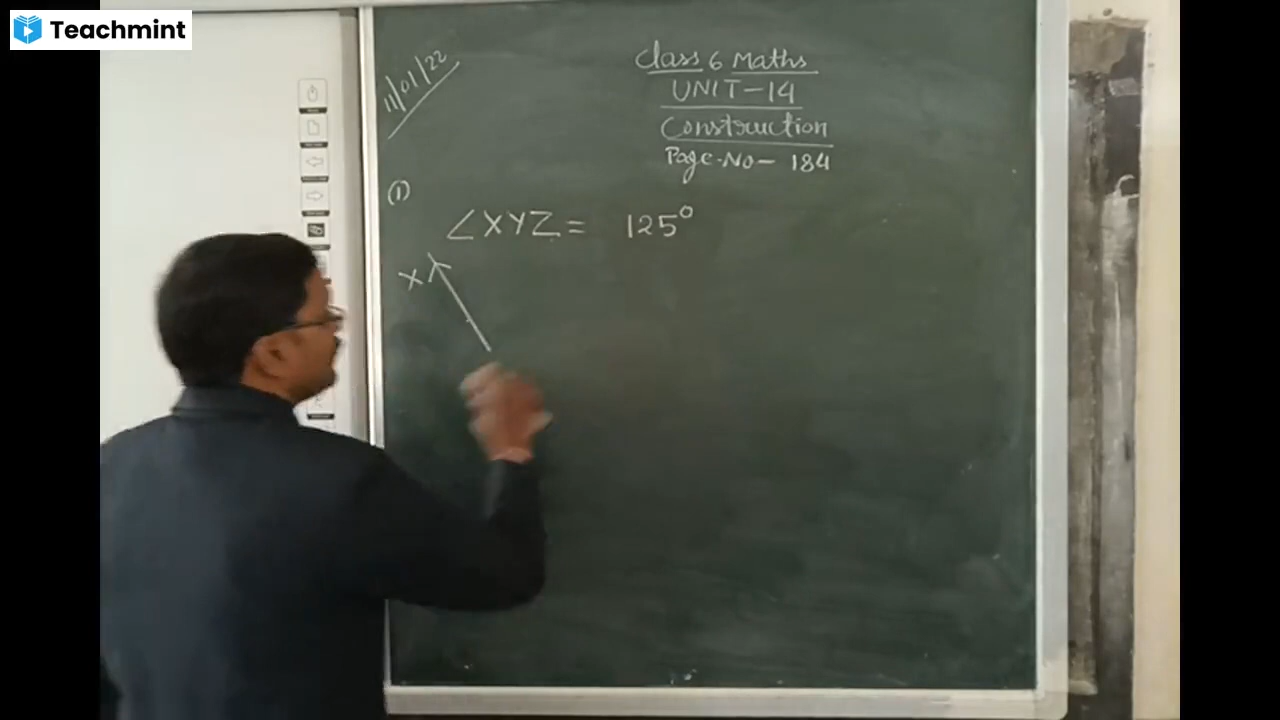 Teachmint
11/01/22
Class 6 Maths
UNIT-14
Construction
Page-No- 184
(1)
∠XYZ= 125°
X